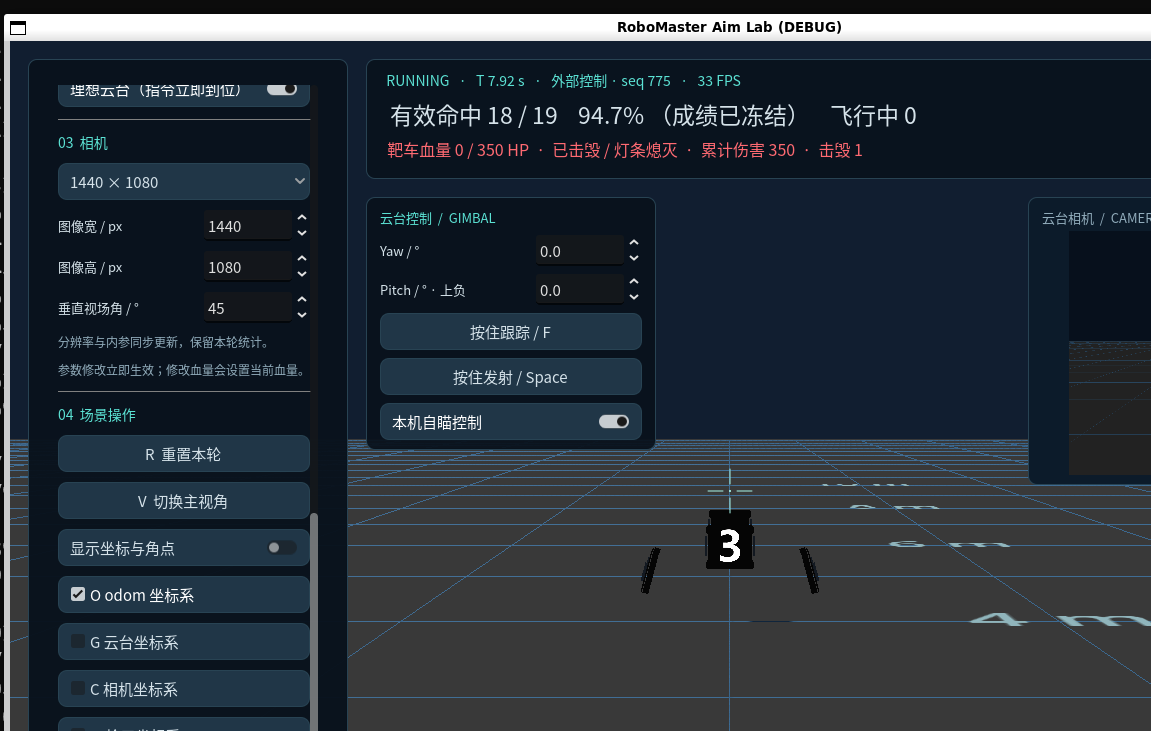 RoboMaster Aim Lab (DEBUG)
理想云台（指令立即到位）
03 相机
1440 × 1080
图像宽 / px 1440
图像高 / px 1080
垂直视场角 / ° 45
分辨率与内参同步更新，保留本轮统计。
参数修改立即生效；修改血量会设置当前血量。
04 场景操作
R 重置本轮
V 切换主视角
显示坐标与角点
O odom 坐标系
G 云台坐标系
C 相机坐标系
RUNNING · T 7.92 s · 外部控制 · seq 775 · 33 FPS
有效命中 18 / 19 94.7% （成绩已冻结） 飞行中 0
靶车血量 0 / 350 HP · 已击毁 / 灯条熄灭 · 累计伤害 350 · 击毁 1
云台控制 / GIMBAL
Yaw / ° 0.0
Pitch / ° · 上负 0.0
按住跟踪 / F
按住发射 / Space
本机自瞄控制
云台相机 / CAMER
3
6 m
4 m